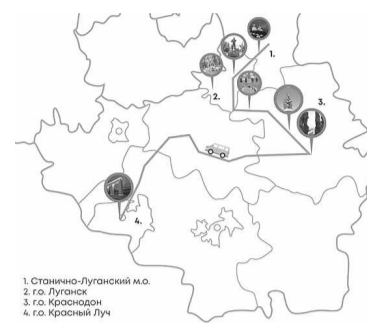 1.
2.
3.
4.
1. Станично-Луганский м.о.
2. г.о. Луганск
3. г.о. Краснодон
4. г.о. Красный Луч